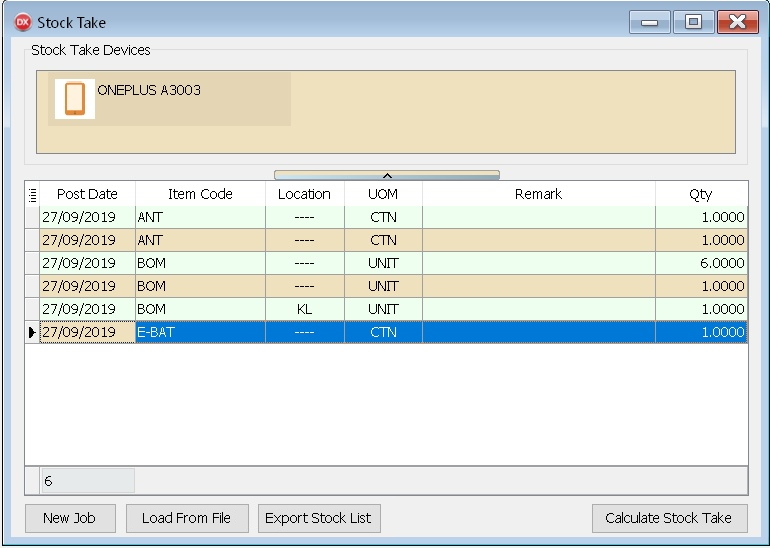 DX Stock Take
Stock Take Devices
ONEPLUS A3003
Post Date Item Code Location UOM Remark Qty
27/09/2019 ANT ---- CTN 1.0000
27/09/2019 ANT ---- CTN 1.0000
27/09/2019 BOM ---- UNIT 6.0000
27/09/2019 BOM ---- UNIT 1.0000
27/09/2019 BOM KL UNIT 1.0000
27/09/2019 E-BAT ---- CTN 1.0000
6
New Job Load From File Export Stock List Calculate Stock Take